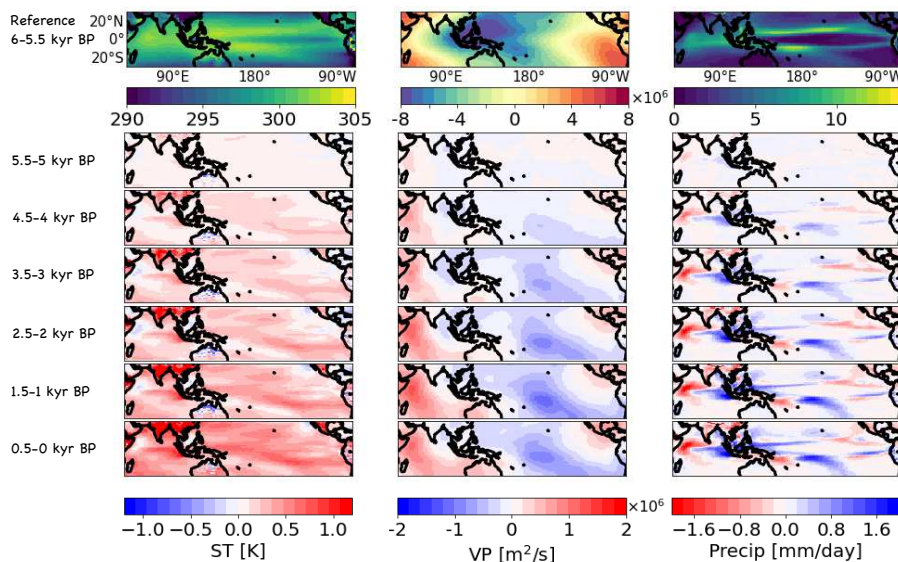 Reference
6-5.5 kyr BP
20°N
0°
20°S
90°E 180° 90°W
90°E 180° 90°W
90°E 180° 90°W
290 295 300 305
-8 -4 0 4 8 ×10⁶
0 5 10
5.5-5 kyr BP
4.5-4 kyr BP
3.5-3 kyr BP
2.5-2 kyr BP
1.5-1 kyr BP
0.5-0 kyr BP
−1.0 −0.5 0.0 0.5 1.0
ST [K]
-2 -1 0 1 2 ×10⁶
VP [m²/s]
−1.6 −0.8 0.0 0.8 1.6
Precip [mm/day]